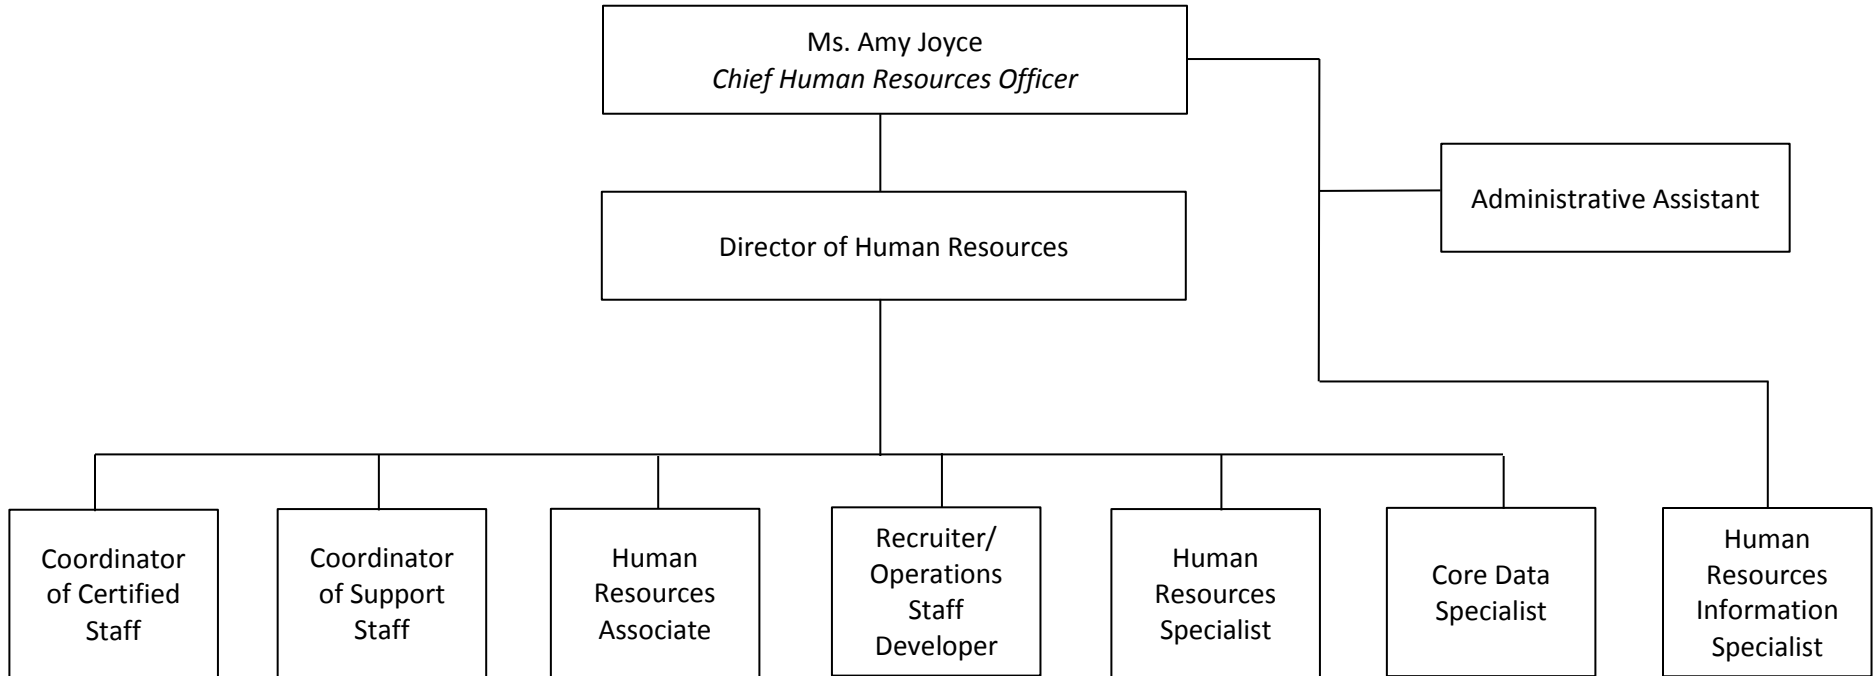 Ms. Amy Joyce
Chief Human Resources Officer
Administrative Assistant
Director of Human Resources
Coordinator
of Certified
Staff
Coordinator
of Support
Staff
Human
Resources
Associate
Recruiter/
Operations
Staff
Developer
Human
Resources
Specialist
Core Data
Specialist
Human
Resources
Information
Specialist